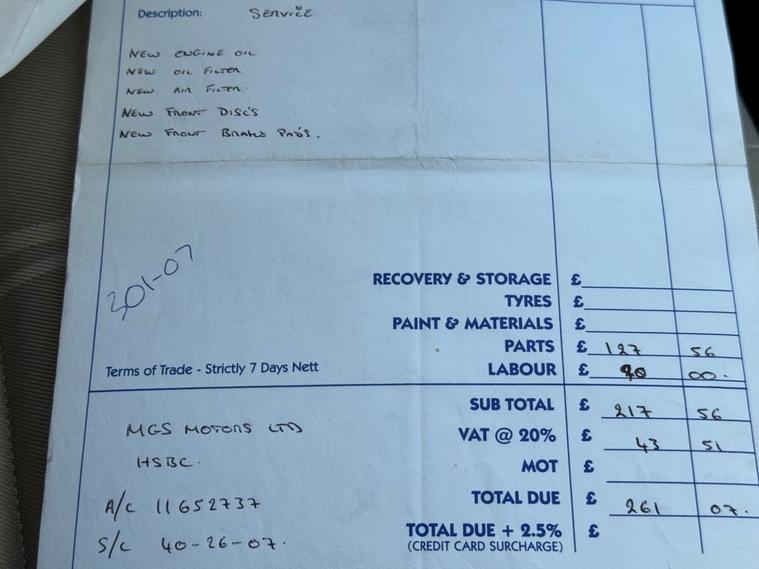 Description: SERVICE
NEW ENGINE OIL
NEW OIL FILTER
NEW AIR FILTER.
NEW FRONT DISC'S
NEW FRONT BRAKE PAD'S.
301-07
RECOVERY & STORAGE £
TYRES £
PAINT & MATERIALS £
PARTS £ 127 56
Terms of Trade - Strictly 7 Days Nett
LABOUR £ 90 00.
SUB TOTAL £ 217 56
MGS MOTORS LTD
VAT @ 20% £ 43 51
HSBC.
MOT £
A/c 11652737
TOTAL DUE £ 261 07.
S/c 40-26-07.
TOTAL DUE + 2.5% £
(CREDIT CARD SURCHARGE)